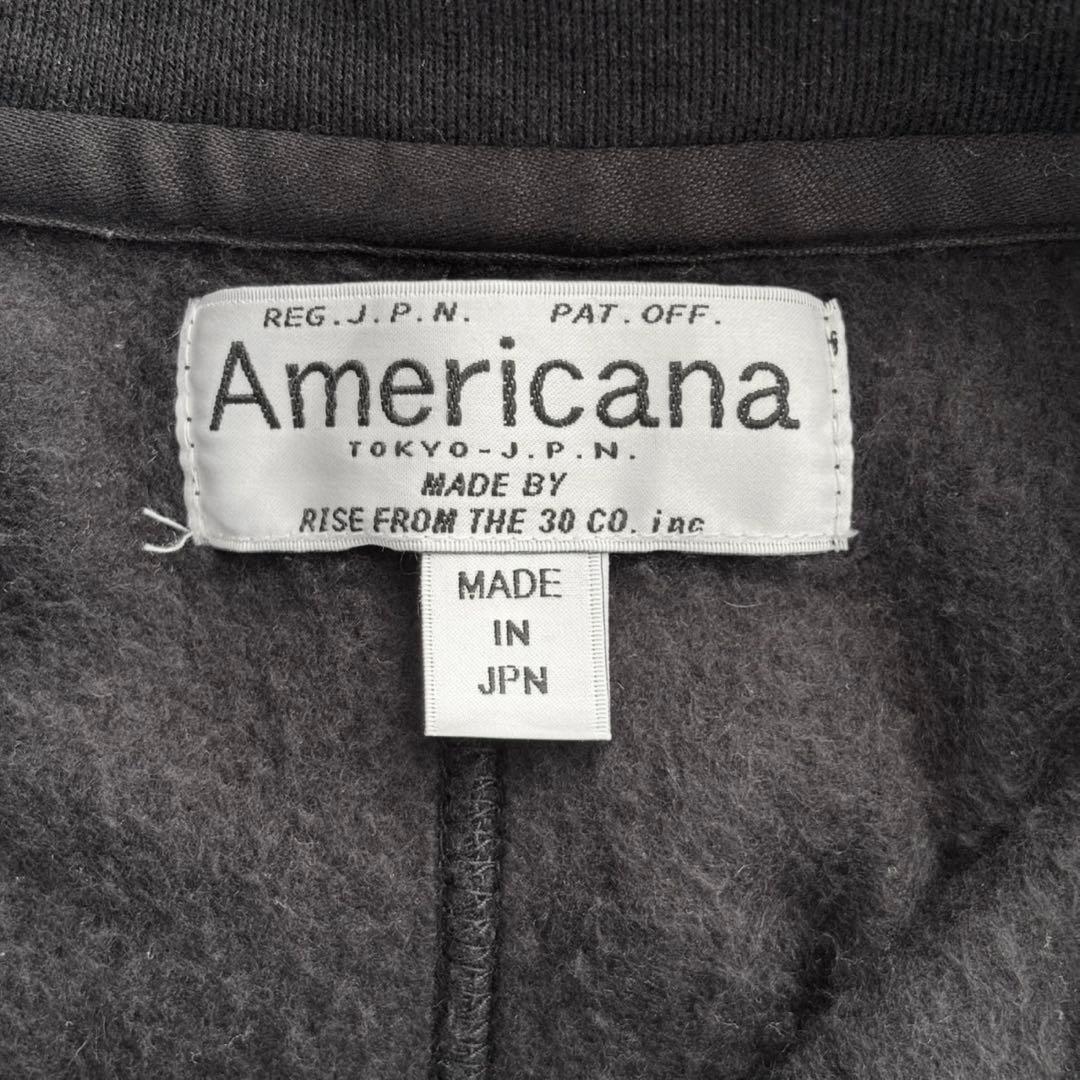 REG.J.P.N. PAT.OFF.
Americana
TOKYO-J.P.N.
MADE BY
RISE FROM THE 30 CO. inc
MADE
IN
JPN